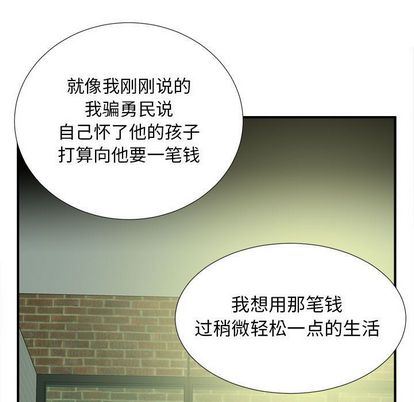 就像我刚刚说的
我骗勇民说
自己怀了他的孩子
打算向他要一笔钱
我想用那笔钱
过稍微轻松一点的生活